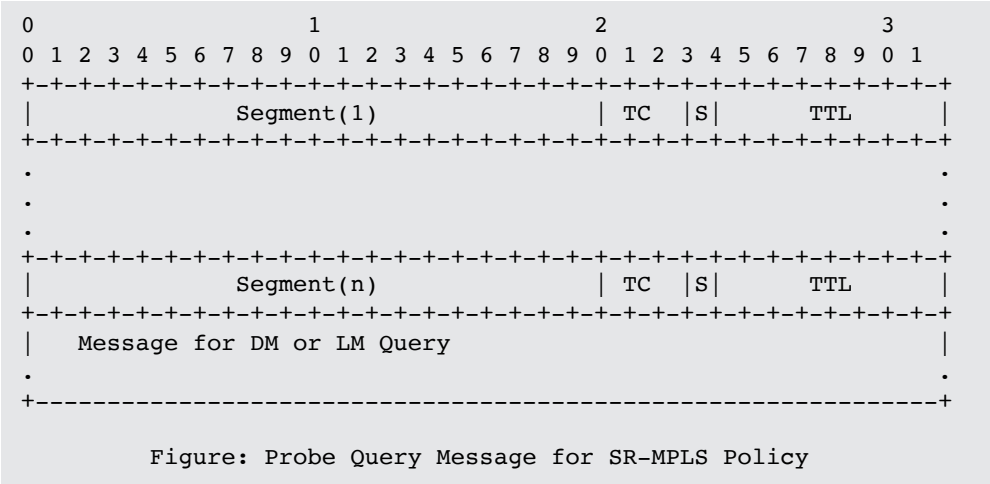 0                   1                   2                   3
0 1 2 3 4 5 6 7 8 9 0 1 2 3 4 5 6 7 8 9 0 1 2 3 4 5 6 7 8 9 0 1
+-+-+-+-+-+-+-+-+-+-+-+-+-+-+-+-+-+-+-+-+-+-+-+-+-+-+-+-+-+-+-+-+
|              Segment(1)               | TC  |S|      TTL      |
+-+-+-+-+-+-+-+-+-+-+-+-+-+-+-+-+-+-+-+-+-+-+-+-+-+-+-+-+-+-+-+-+
.                                                               .
.                                                               .
.                                                               .
+-+-+-+-+-+-+-+-+-+-+-+-+-+-+-+-+-+-+-+-+-+-+-+-+-+-+-+-+-+-+-+-+
|              Segment(n)               | TC  |S|      TTL      |
+-+-+-+-+-+-+-+-+-+-+-+-+-+-+-+-+-+-+-+-+-+-+-+-+-+-+-+-+-+-+-+-+
|   Message for DM or LM Query                                  |
.                                                               .
+---------------------------------------------------------------+
Figure: Probe Query Message for SR-MPLS Policy